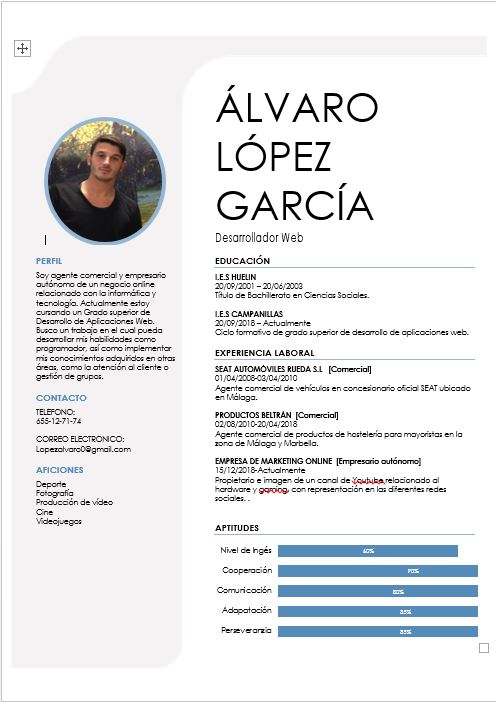 ÁLVARO
LÓPEZ
GARCÍA
Desarrollador Web
PERFIL
Soy agente comercial y empresario
autónomo de un negocio online
relacionado con la informática y
tecnología. Actualmente estoy
cursando un Grado superior de
Desarrollo de Aplicaciones Web.
Busco un trabajo en el cual pueda
desarrollar mis habilidades como
programador, así como implementar
mis conocimientos adquiridos en otras
áreas, como la atención al cliente o
gestión de grupos.
CONTACTO
TELEFONO:
655-12-71-74
CORREO ELECTRONICO:
Lopezalvaro0@gmail.com
AFICIONES
Deporte
Fotografía
Producción de vídeo
Cine
Videojuegos
EDUCACIÓN
I.E.S HUELIN
20/09/2001 – 20/06/2003
Título de Bachillerato en Ciencias Sociales.
I.E.S CAMPANILLAS
20/09/2018 – Actualmente
Ciclo formativo de grado superior de desarrollo de aplicaciones web.
EXPERIENCIA LABORAL
SEAT AUTOMÓVILES RUEDA S.L [Comercial]
01/04/2008-03/04/2010
Agente comercial de vehículos en concesionario oficial SEAT ubicado
en Málaga.
PRODUCTOS BELTRÁN [Comercial]
02/08/2010-20/04/2018
Agente comercial de productos de hostelería para mayoristas en la
zona de Málaga y Marbella.
EMPRESA DE MARKETING ONLINE [Empresario autónomo]
15/12/2018-Actualmente
Propietario e imagen de un canal de Youtube relacionado al
hardware y gaming, con representación en las diferentes redes
sociales. .
APTITUDES
Nivel de Ingés 60%
Cooperación 90%
Comunicación 80%
Adapatación 85%
Perseveranzia 85%